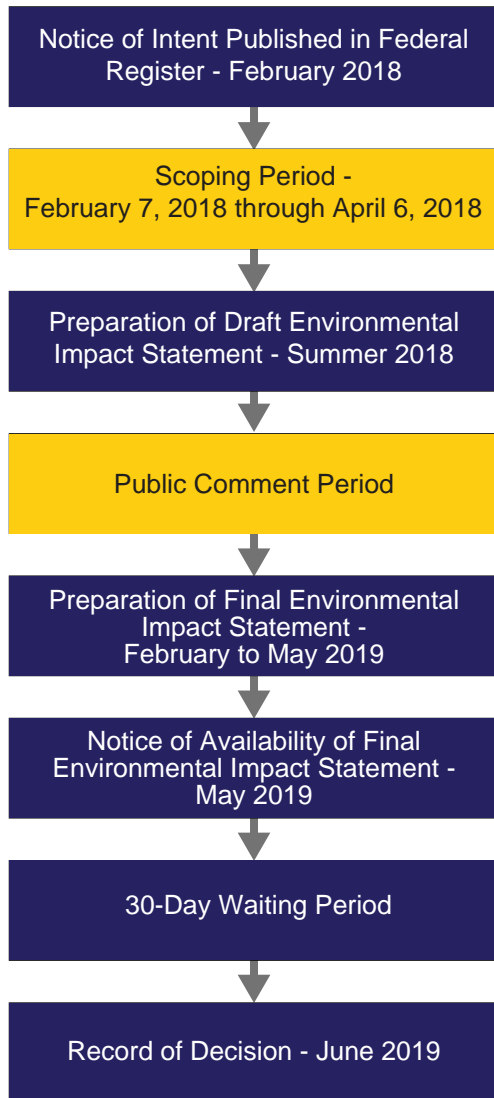 Notice of Intent Published in Federal
Register - February 2018
Scoping Period -
February 7, 2018 through April 6, 2018
Preparation of Draft Environmental
Impact Statement - Summer 2018
Public Comment Period
Preparation of Final Environmental
Impact Statement -
February to May 2019
Notice of Availability of Final
Environmental Impact Statement -
May 2019
30-Day Waiting Period
Record of Decision - June 2019